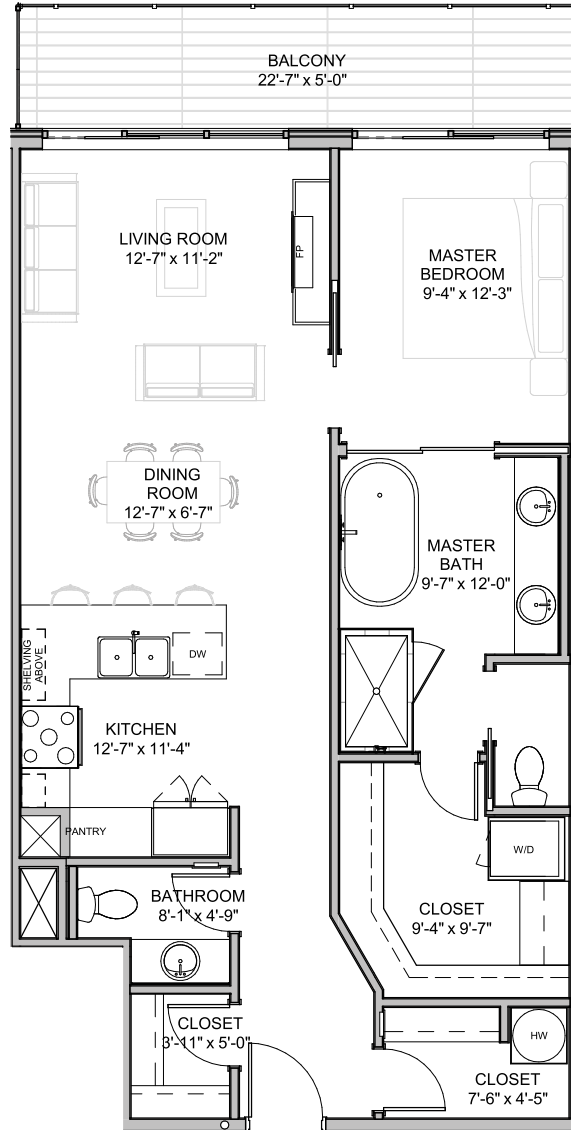 BALCONY
22'-7" x 5'-0"
LIVING ROOM
12'-7" x 11'-2"
FP
MASTER
BEDROOM
9'-4" x 12'-3"
DINING
ROOM
12'-7" x 6'-7"
MASTER
BATH
9'-7" x 12'-0"
SHELVING
ABOVE
DW
KITCHEN
12'-7" x 11'-4"
PANTRY
W/D
BATHROOM
8'-1" x 4'-9"
CLOSET
9'-4" x 9'-7"
CLOSET
3'-11" x 5'-0"
HW
CLOSET
7'-6" x 4'-5"